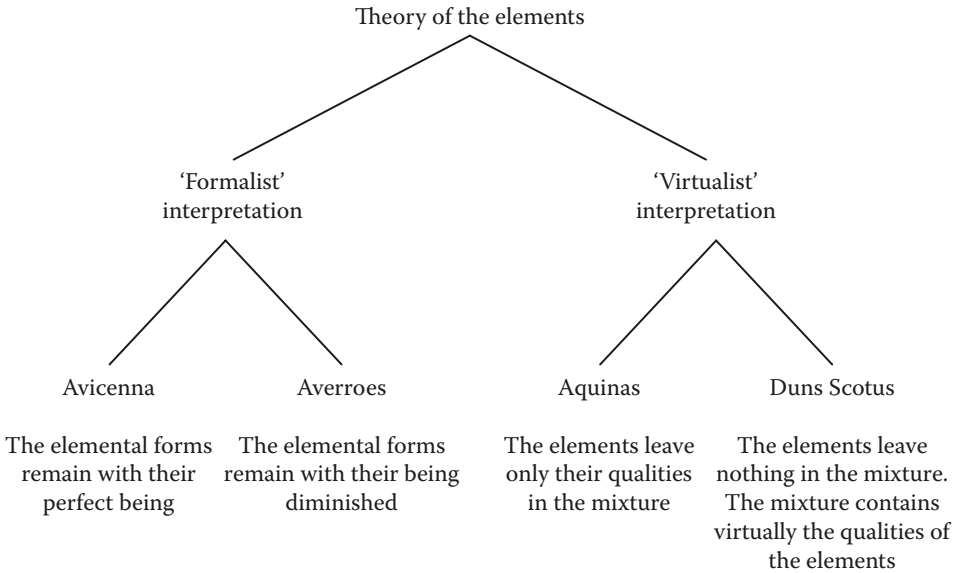 Theory of the elements
‘Formalist’
interpretation
‘Virtualist’
interpretation
Avicenna
The elemental forms
remain with their
perfect being
Averroes
The elemental forms
remain with their being
diminished
Aquinas
The elements leave
only their qualities
in the mixture
Duns Scotus
The elements leave
nothing in the mixture.
The mixture contains
virtually the qualities of
the elements